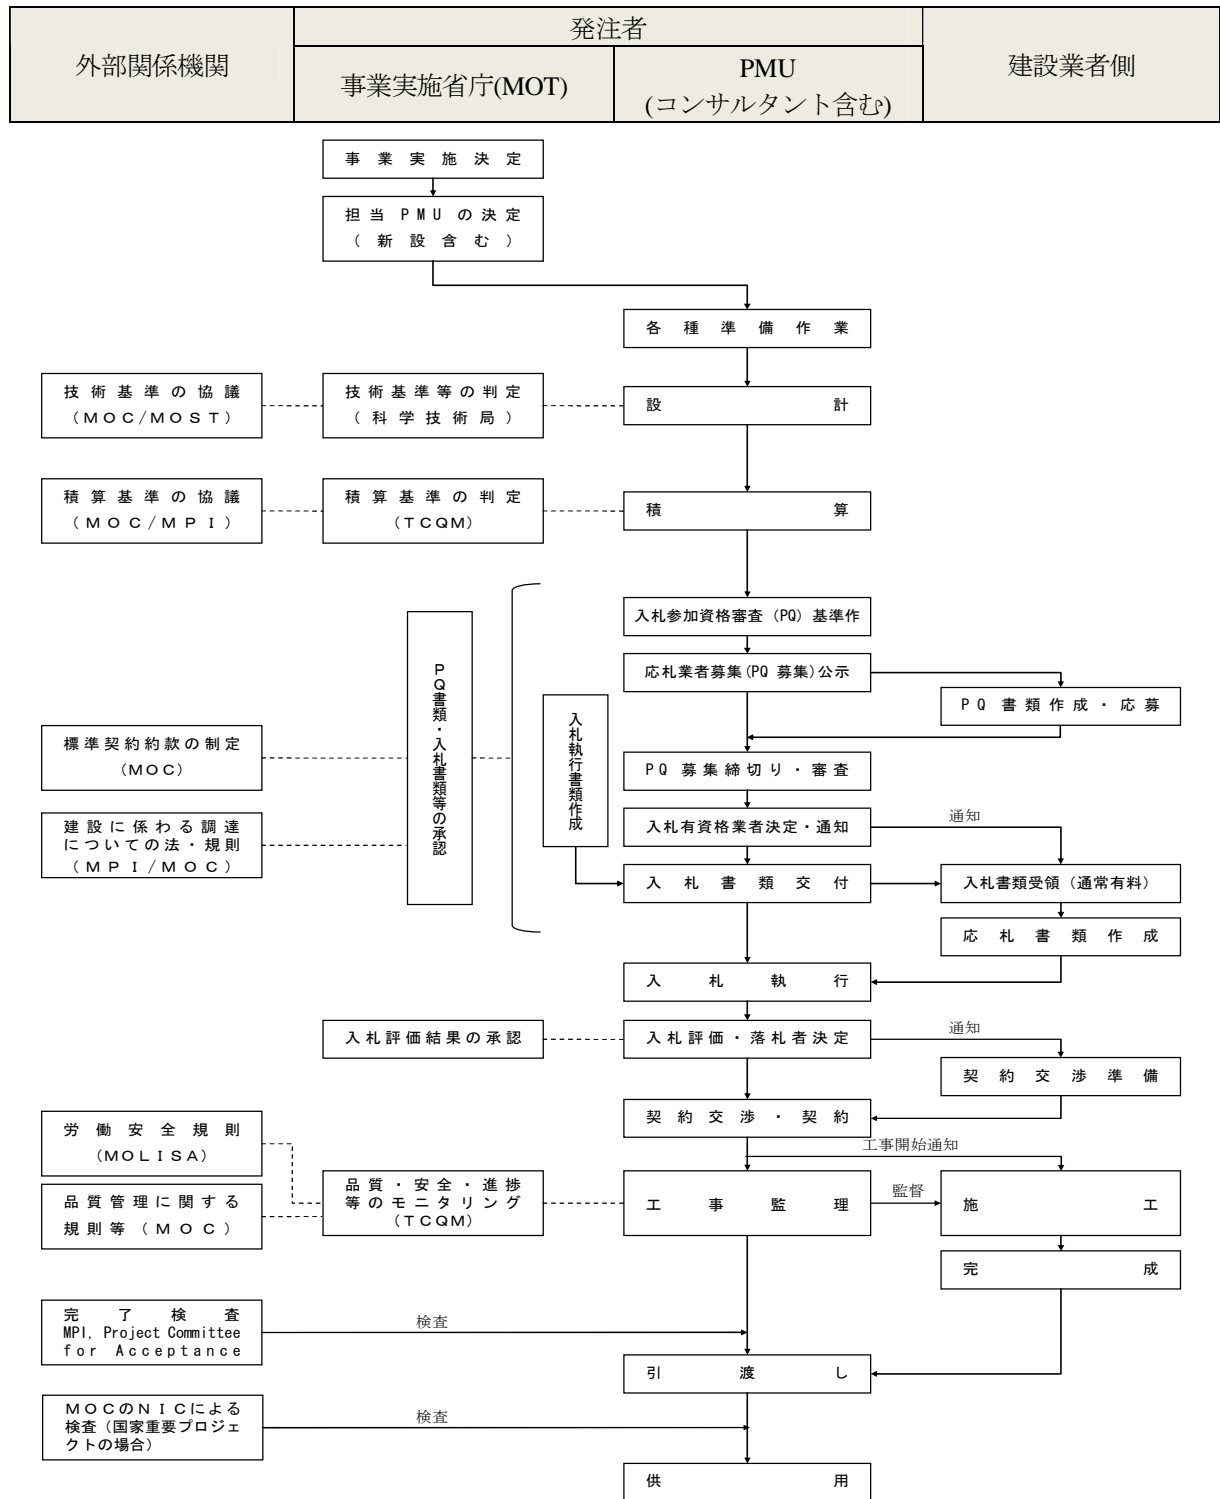 外部関係機関
発注者
事業実施省庁(MOT)
PMU
(コンサルタント含む)
建設業者側
事業実施決定
担当PMUの決定
(新設含む)
各種準備作業
技術基準の協議
(MOC/MOST)
技術基準等の判定
(科学技術局)
設計
積算基準の協議
(MOC/MPI)
積算基準の判定
(TCQM)
積算
入札参加資格審査(PQ)基準作
応札業者募集(PQ 募集)公示
PQ 書類作成・応募
PQ書類・入札書類等の承認
入札執行書類作成
標準契約約款の制定
(MOC)
PQ 募集締切り・審査
建設に係わる調達
についての法・規則
(MPI/MOC)
入札有資格業者決定・通知
通知
入札書類交付
入札書類受領(通常有料)
応札書類作成
入札執行
入札評価結果の承認
入札評価・落札者決定
通知
契約交渉準備
契約交渉・契約
労働安全規則
(MOLISA)
工事開始通知
品質管理に関する
規則等(MOC)
品質・安全・進捗
等のモニタリング
(TCQM)
工事監理
監督
施工
完成
完了検査
MPI, Project Committee
for Acceptance
検査
引渡し
MOCのNICによる
検査(国家重要プロジェ
クトの場合)
検査
供用